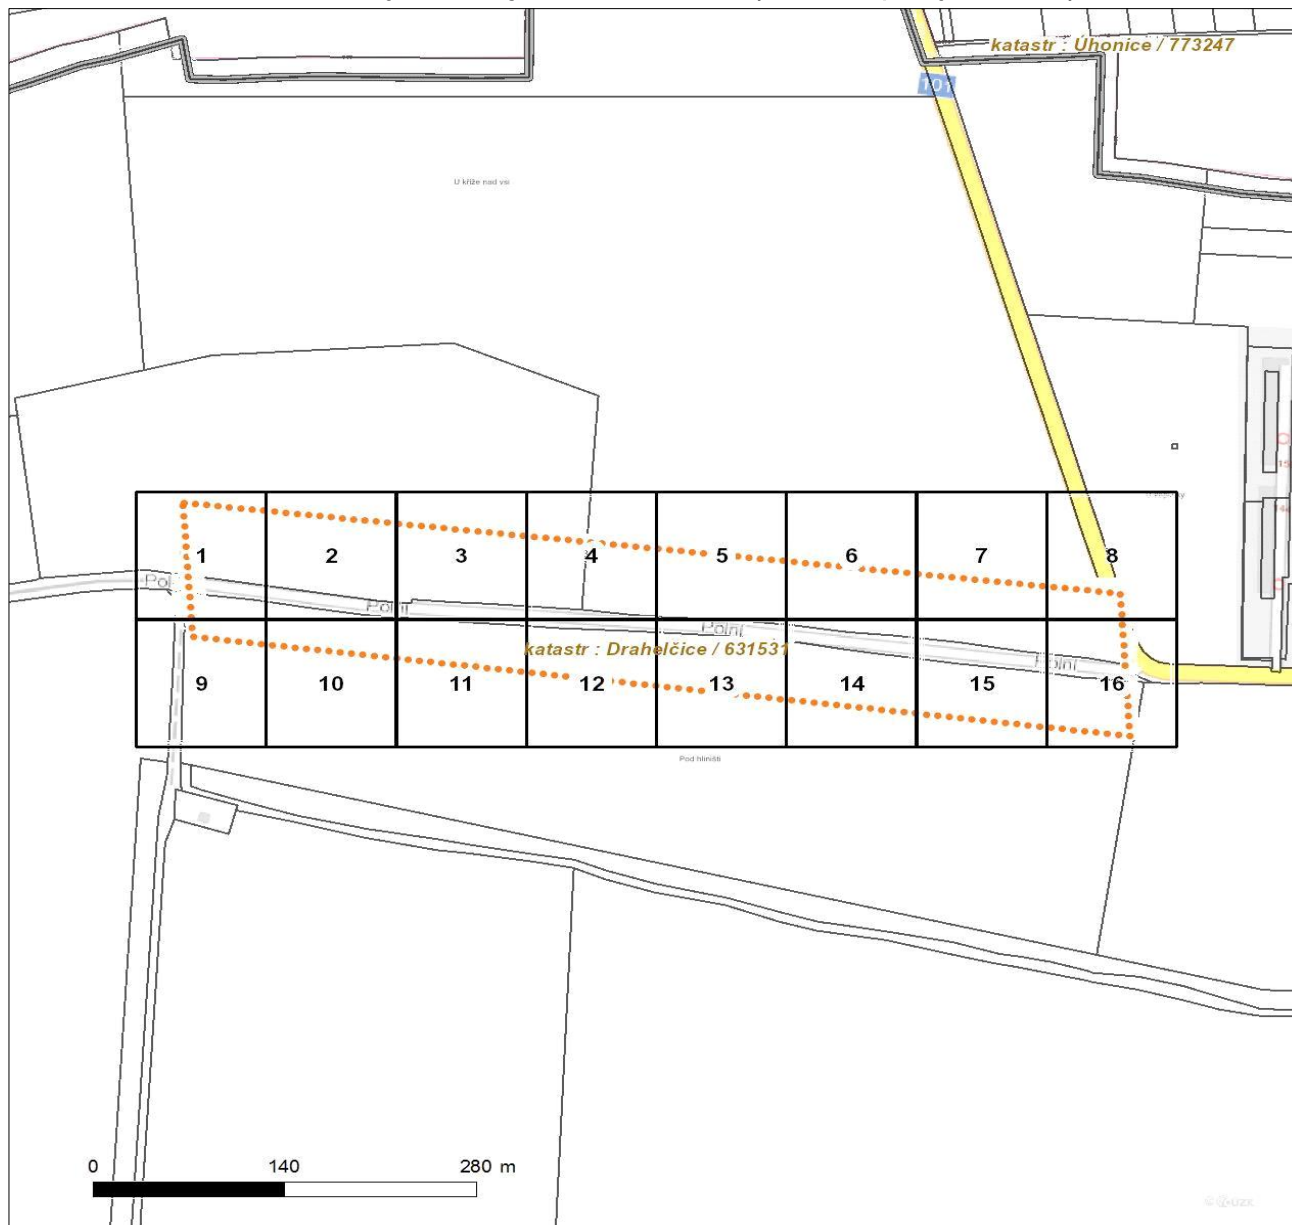 katastr : Úhonice / 773247
101
U kříže nad vsí
1 2 3 4 5 6 7 8
Polní
Polní
Polní
katastr : Drahelčice / 631531
Polní
9 10 11 12 13 14 15 16
Pod hliništi
0 140 280 m